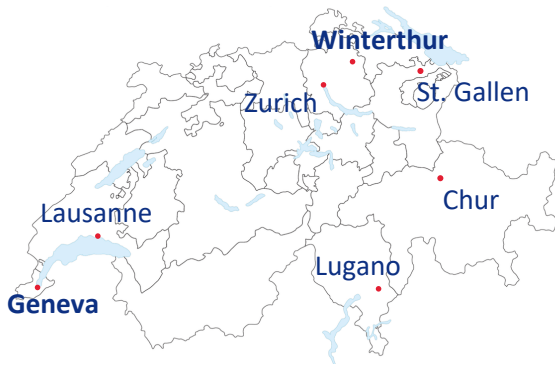 Winterthur
St. Gallen
Zurich
Chur
Lausanne
Lugano
Geneva